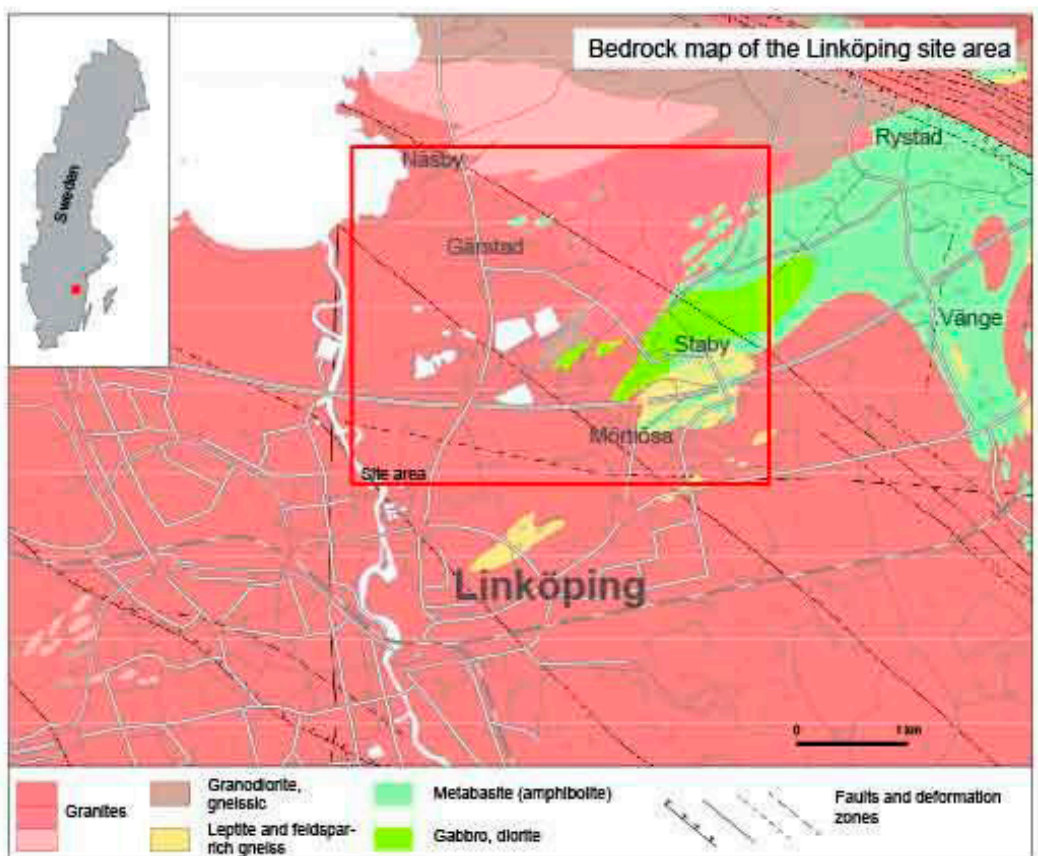 Bedrock map of the Linköping site area
Sweden
Rystad
Näsby
Gärstad
Vänge
Staby
Mörtlösa
Site area
Linköping
0 1 km
Granites
Granodiorite,
gneissic
Leptite and feldspar-
rich gneiss
Metabasite (amphibolite)
Gabbro, diorite
Faults and deformation
zones